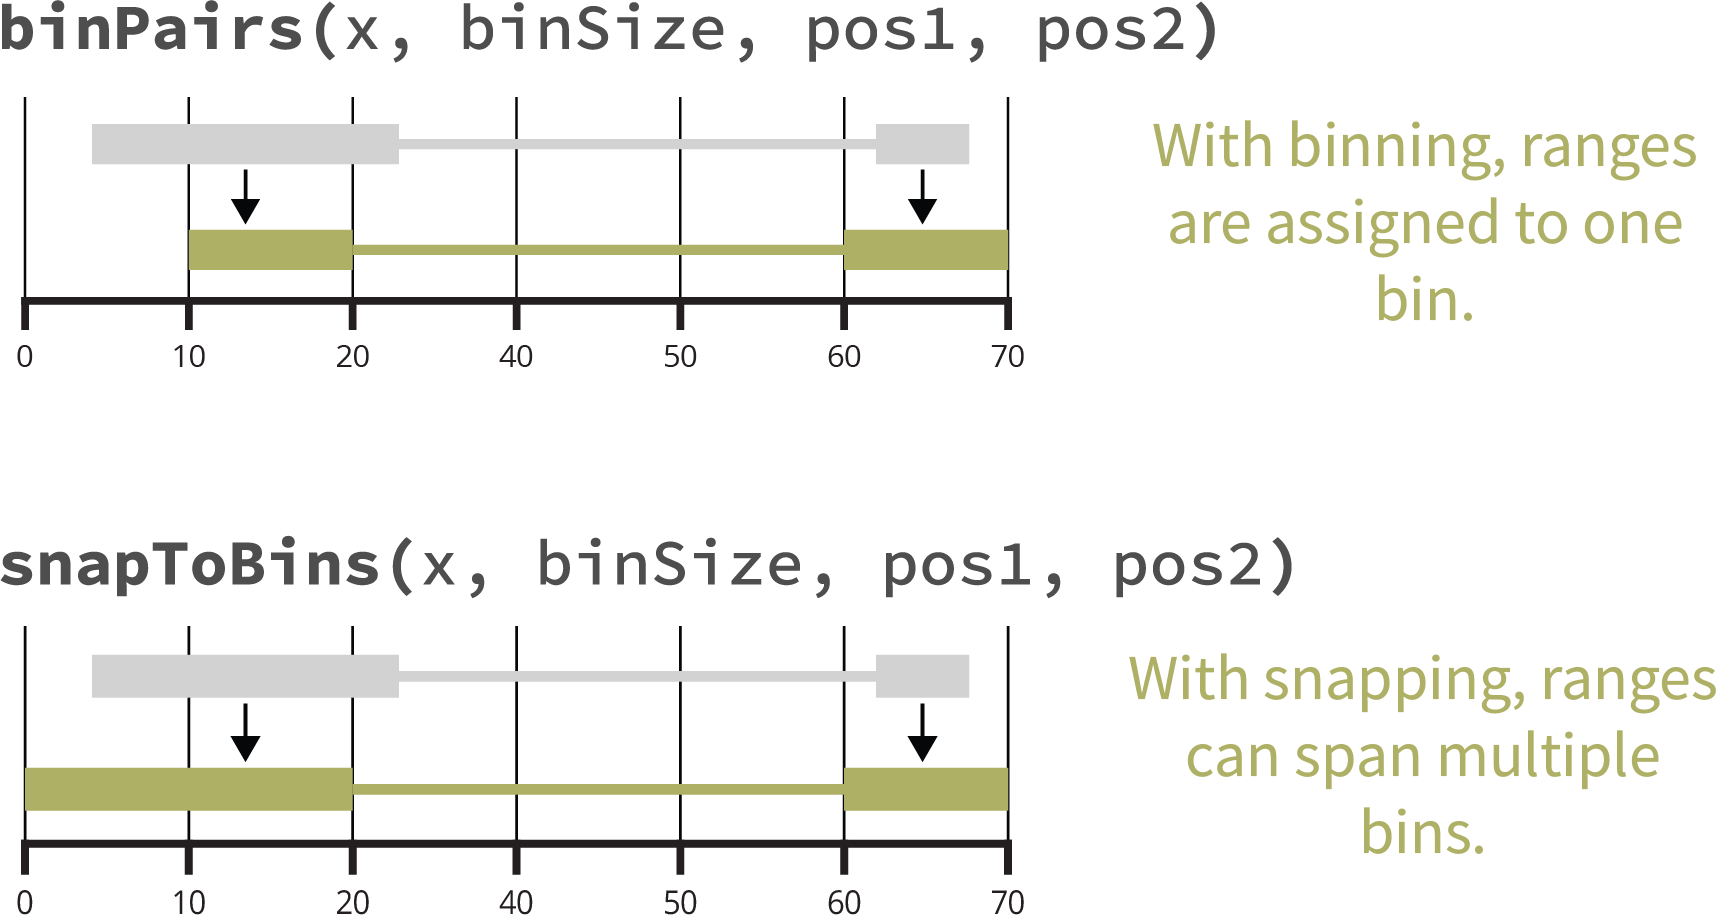 binPairs(x, binSize, pos1, pos2)
With binning, ranges
are assigned to one
bin.
0 10 20 40 50 60 70
snapToBins(x, binSize, pos1, pos2)
With snapping, ranges
can span multiple
bins.
0 10 20 40 50 60 70